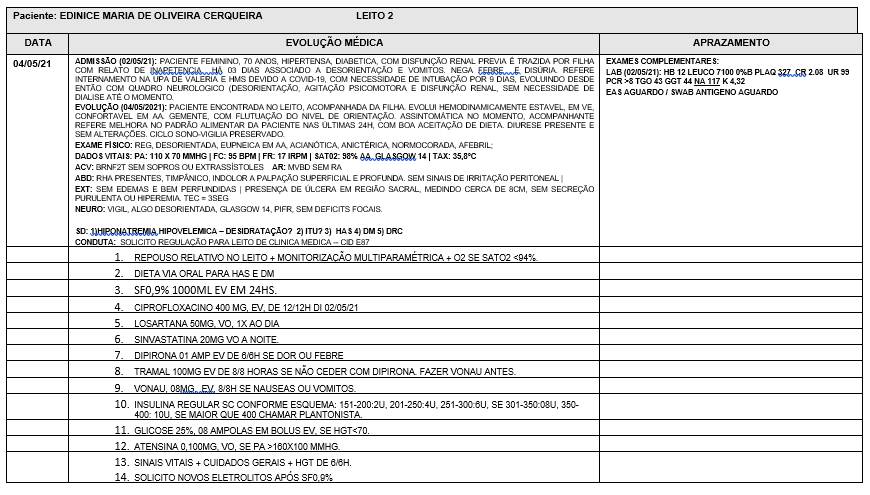 Paciente: EDINICE MARIA DE OLIVEIRA CERQUEIRA LEITO 2
DATA EVOLUÇÃO MÉDICA APRAZAMENTO
04/05/21
ADMISSÃO (02/05/21): PACIENTE FEMININO, 70 ANOS, HIPERTENSA, DIABETICA, COM DISFUNÇÃO RENAL PREVIA É TRAZIDA POR FILHA
COM RELATO DE INAPETENCIA HÁ 03 DIAS ASSOCIADO A DESORIENTAÇÃO E VOMITOS. NEGA FEBRE E DISÚRIA. REFERE
INTERNAMENTO NA UPA DE VALERIA E HMS DEVIDO A COVID-19, COM NECESSIDADE DE INTUBAÇÃO POR 9 DIAS, EVOLUINDO DESDE
ENTÃO COM QUADRO NEUROLOGICO (DESORIENTAÇÃO, AGITAÇÃO PSICOMOTORA E DISFUNÇÃO RENAL, SEM NECESSIDADE DE
DIALISE ATÉ O MOMENTO.
EVOLUÇÃO (04/05/2021): PACIENTE ENCONTRADA NO LEITO, ACOMPANHADA DA FILHA. EVOLUI HEMODINAMICAMENTE ESTAVEL, EM VE,
CONFORTAVEL EM AA. GEMENTE, COM FLUTUAÇÃO DO NIVEL DE ORIENTAÇÃO. ASSINTOMÁTICA NO MOMENTO, ACOMPANHANTE
REFERE MELHORA NO PADRÃO ALIMENTAR DA PACIENTE NAS ÚLTIMAS 24H, COM BOA ACEITAÇÃO DE DIETA. DIURESE PRESENTE E
SEM ALTERAÇÕES. CICLO SONO-VIGILIA PRESERVADO.
EXAME FÍSICO: REG, DESORIENTADA, EUPNEICA EM AA, ACIANÓTICA, ANICTÉRICA, NORMOCORADA, AFEBRIL;
DADOS VITAIS: PA: 110 X 70 MMHG | FC: 95 BPM | FR: 17 IRPM | SAT02: 98% AA, GLASGOW 14 | TAX: 35,8°C
ACV: BRNF2T SEM SOPROS OU EXTRASSÍSTOLES AR: MVBD SEM RA
ABD: RHA PRESENTES, TIMPÂNICO, INDOLOR A PALPAÇÃO SUPERFICIAL E PROFUNDA. SEM SINAIS DE IRRITAÇÃO PERITONEAL |
EXT: SEM EDEMAS E BEM PERFUNDIDAS | PRESENÇA DE ÚLCERA EM REGIÃO SACRAL, MEDINDO CERCA DE 8CM, SEM SECREÇÃO
PURULENTA OU HIPEREMIA. TEC = 3SEG
NEURO: VIGIL, ALGO DESORIENTADA, GLASGOW 14, PIFR, SEM DEFICITS FOCAIS.
SD: 1)HIPONATREMIA HIPOVELEMICA – DESIDRATAÇÃO? 2) ITU? 3) HAS 4) DM 5) DRC
CONDUTA: SOLICITO REGULAÇÃO PARA LEITO DE CLINICA MEDICA – CID E87
EXAMES COMPLEMENTARES:
LAB (02/05/21): HB 12 LEUCO 7100 0%B PLAQ 327, CR 2.08 UR 99
PCR >8 TGO 43 GGT 44 NA 117 K 4,32
EAS AGUARDO / SWAB ANTIGENO AGUARDO
1. REPOUSO RELATIVO NO LEITO + MONITORIZAÇÃO MULTIPARAMÉTRICA + O2 SE SATO2 <94%.
2. DIETA VIA ORAL PARA HAS E DM
3. SF0,9% 1000ML EV EM 24HS.
4. CIPROFLOXACINO 400 MG, EV, DE 12/12H DI 02/05/21
5. LOSARTANA 50MG, VO, 1X AO DIA
6. SINVASTATINA 20MG VO A NOITE.
7. DIPIRONA 01 AMP EV DE 6/6H SE DOR OU FEBRE
8. TRAMAL 100MG EV DE 8/8 HORAS SE NÃO CEDER COM DIPIRONA. FAZER VONAU ANTES.
9. VONAU, 08MG, EV, 8/8H SE NAUSEAS OU VOMITOS.
10. INSULINA REGULAR SC CONFORME ESQUEMA: 151-200:2U, 201-250:4U, 251-300:6U, SE 301-350:08U, 350-
400: 10U, SE MAIOR QUE 400 CHAMAR PLANTONISTA.
11. GLICOSE 25%, 08 AMPOLAS EM BOLUS EV, SE HGT<70.
12. ATENSINA 0,100MG, VO, SE PA >160X100 MMHG.
13. SINAIS VITAIS + CUIDADOS GERAIS + HGT DE 6/6H.
14. SOLICITO NOVOS ELETROLITOS APÓS SF0,9%